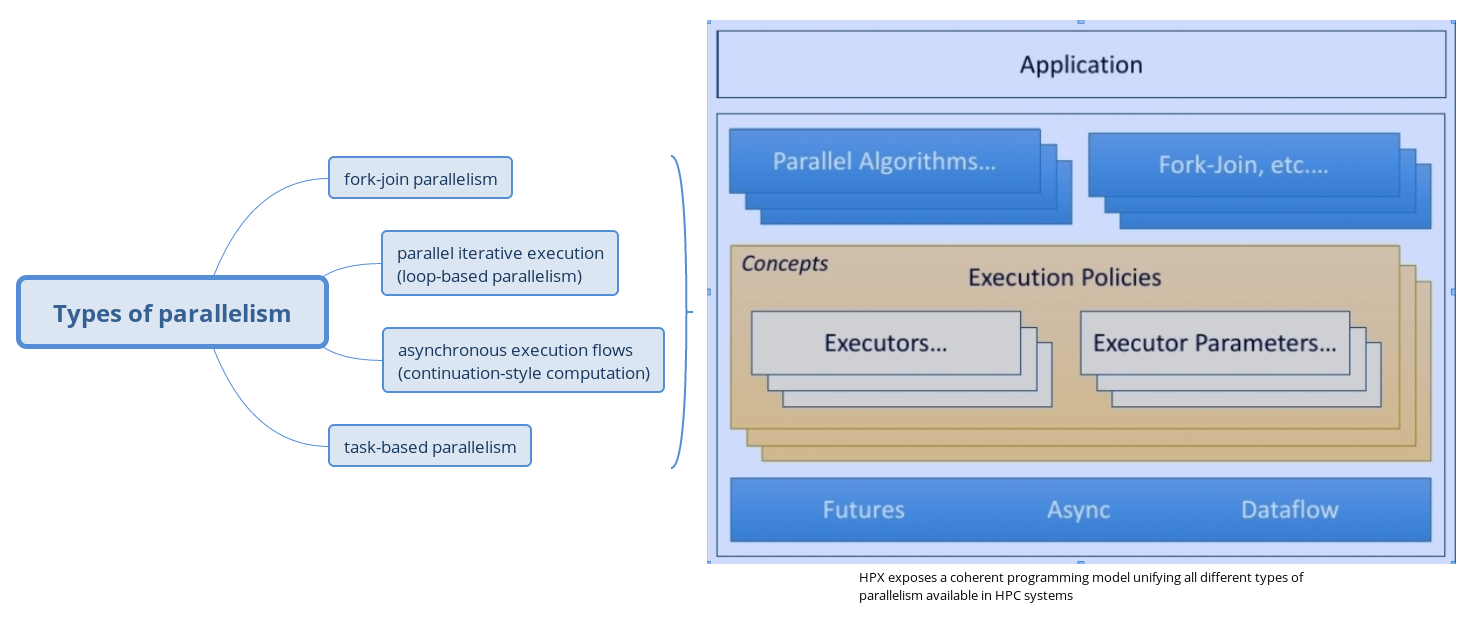 Types of parallelism
fork-join parallelism
parallel iterative execution
(loop-based parallelism)
asynchronous execution flows
(continuation-style computation)
task-based parallelism
Application
Parallel Algorithms...
Fork-Join, etc....
Concepts
Execution Policies
Executors...
Executor Parameters...
Futures Async Dataflow
HPX exposes a coherent programming model unifying all different types of
parallelism available in HPC systems